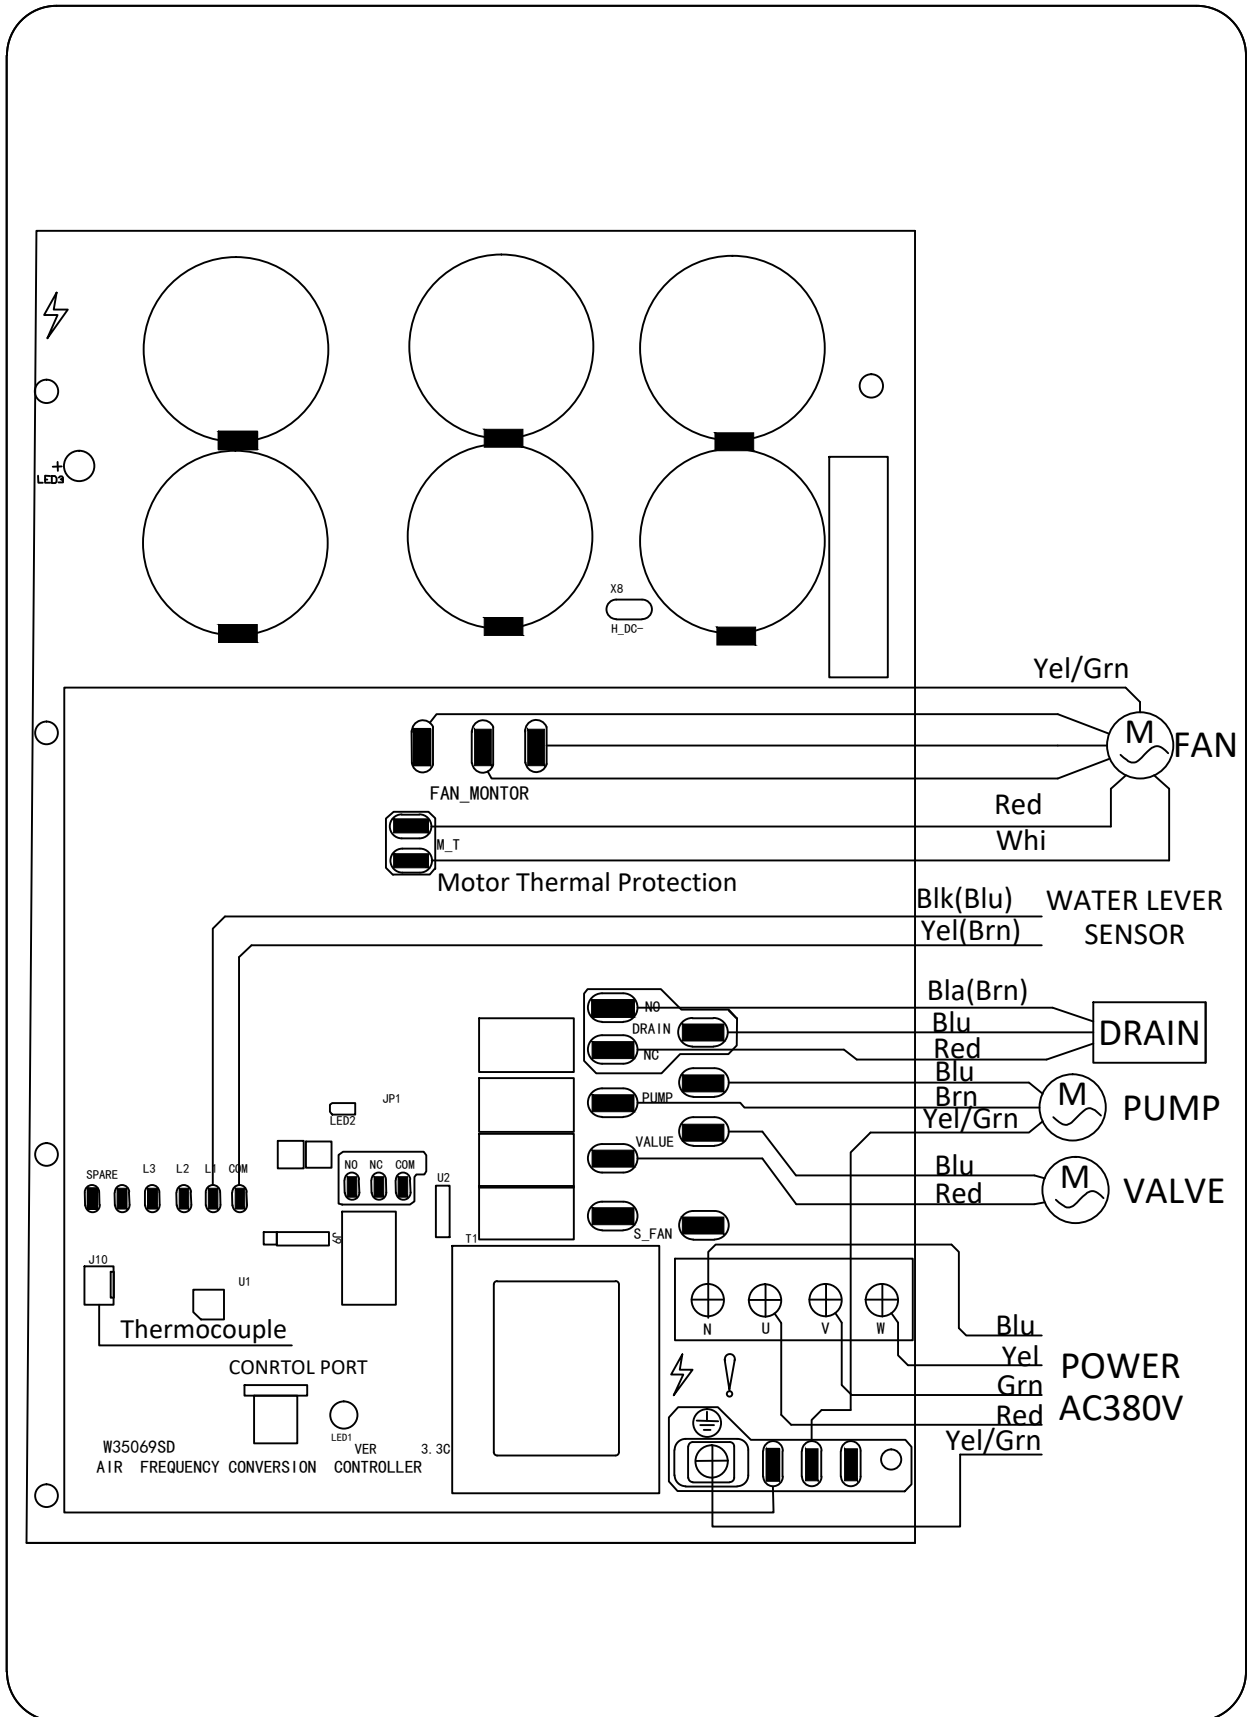 +
LED3
X8
H_DC-
Yel/Grn
M
FAN
FAN_MONTOR
Red
M_T
Whi
Motor Thermal Protection
Blk(Blu)
WATER LEVER
Yel(Brn)
SENSOR
Bla(Brn)
NO
DRAIN
Blu
DRAIN
Red
NC
Blu
PUMP
Brn
M
PUMP
Yel/Grn
JP1
LED2
VALUE
Blu
M
VALVE
Red
SPARE
L3
L2
L1
COM
NO
NC
COM
U2
S_FAN
T1
J9
J10
U1
Thermocouple
N
U
V
W
Blu
Yel
POWER
Grn
AC380V
Red
Yel/Grn
CONRTOL PORT
LED1
W35069SD
VER 3.3C
AIR FREQUENCY CONVERSION CONTROLLER